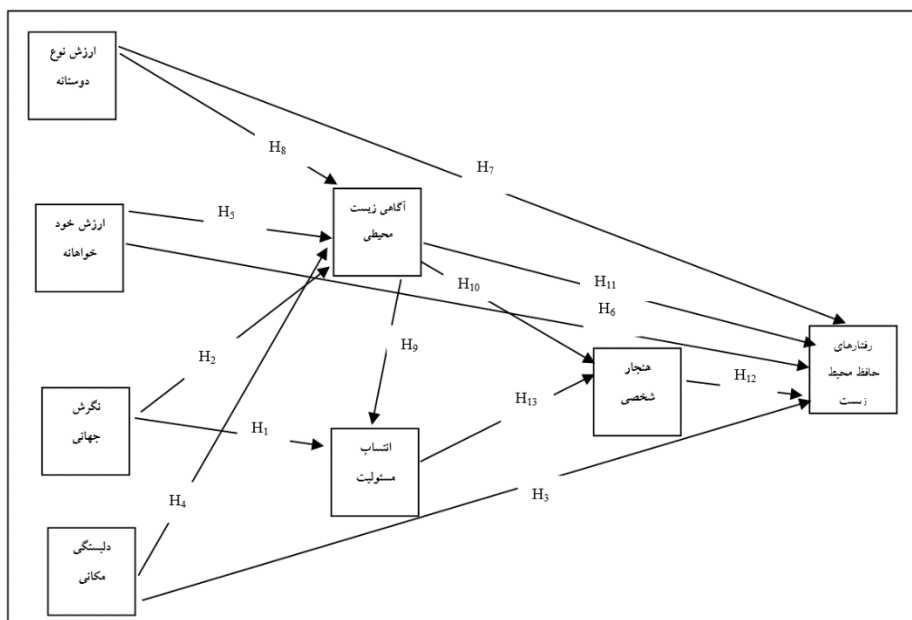 ارزش نوع
دوستانه
H7
H8
آگاهی زیست
محیطی
ارزش خود
خواهانه
H5
H11
H10
H6
رفتارهای
حافظ محیط
زیست
H9
H2
هنجار
شخصی
H12
نگرش
جهانی
H13
H1
انتساب
مسئولیت
H4
H3
دلبستگی
مکانی